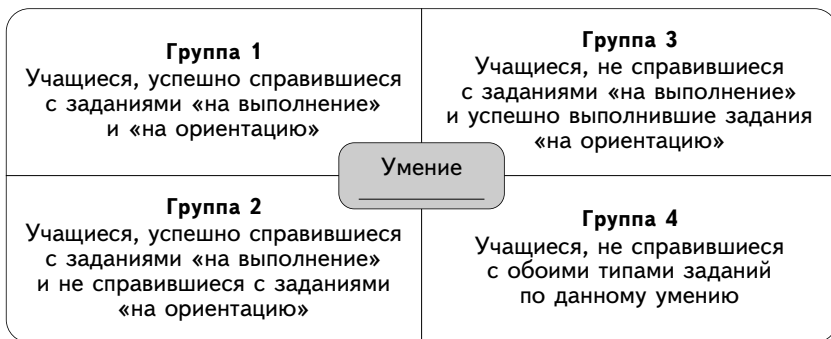 Группа 1
Учащиеся, успешно справившиеся
с заданиями «на выполнение»
и «на ориентацию»
Группа 3
Учащиеся, не справившиеся
с заданиями «на выполнение»
и успешно выполнившие задания
«на ориентацию»
Умение
Группа 2
Учащиеся, успешно справившиеся
с заданиями «на выполнение»
и не справившиеся с заданиями
«на ориентацию»
Группа 4
Учащиеся, не справившиеся
с обоими типами заданий
по данному умению